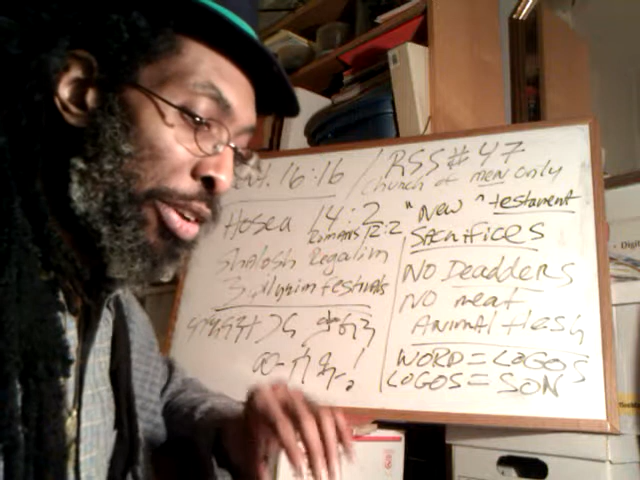 16:16 / RSS # 47
church of men only
Hosea 14:2
Romans 12:2
Shalosh Regalim
3 pilgrim festivals
"New" testament
Sacrifices
NO Deadders
NO meat
Animal flesh
WORD = LOGOS
LOGOS = SON